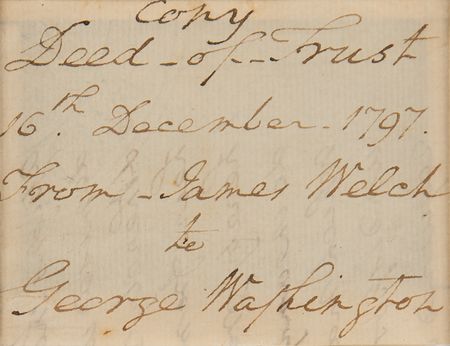 Copy
Deed-of-Trust
16th. December. 1797.
From - James Welch
to
George Waſhington